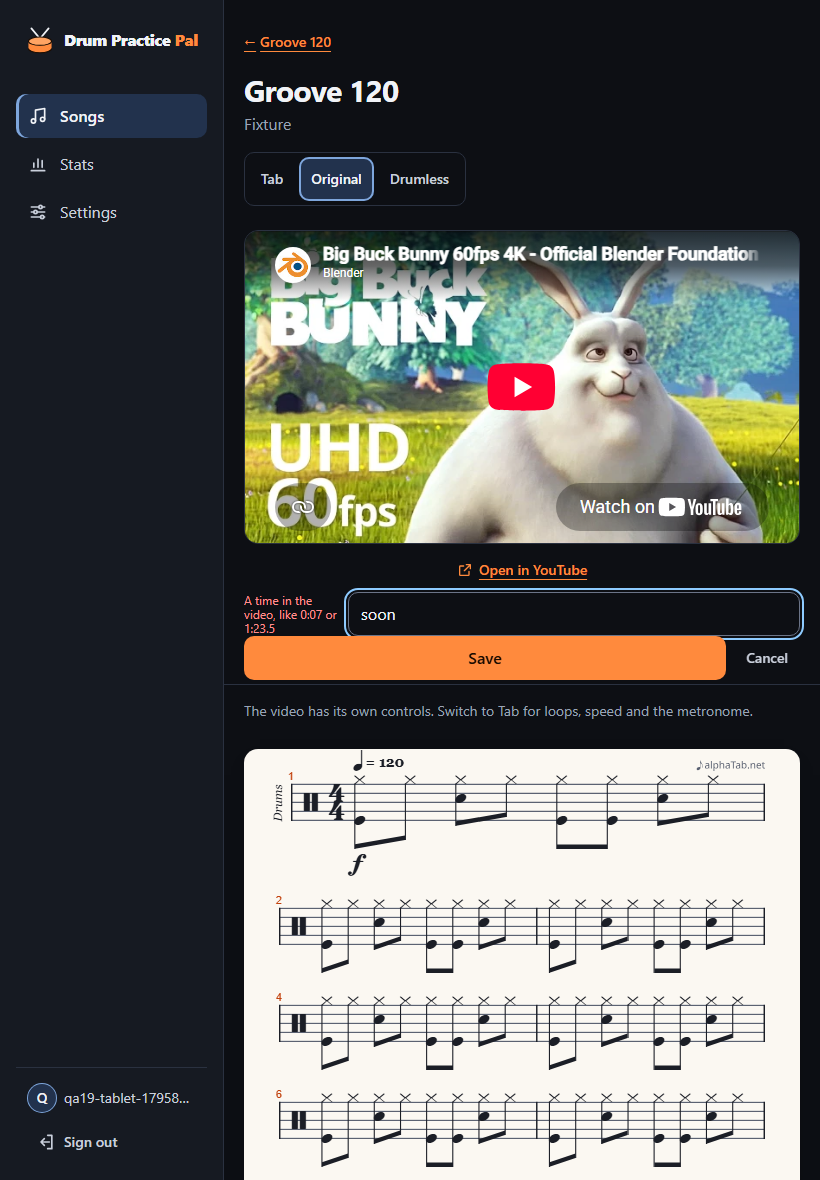 Drum Practice Pal
← Groove 120
Songs
Stats
Settings
Groove 120
Fixture
Tab
Original
Drumless
Big Buck Bunny 60fps 4K - Official Blender Foundation
Blender
Big Buck
BUNNY
UHD
60fps
Watch on YouTube
Open in YouTube
A time in the
video, like 0:07 or
1:23.5
soon
Save
Cancel
The video has its own controls. Switch to Tab for loops, speed and the metronome.
= 120
alphaTab.net
1
Drums
4
4
f
2
4
6
Q
qa19-tablet-17958...
Sign out